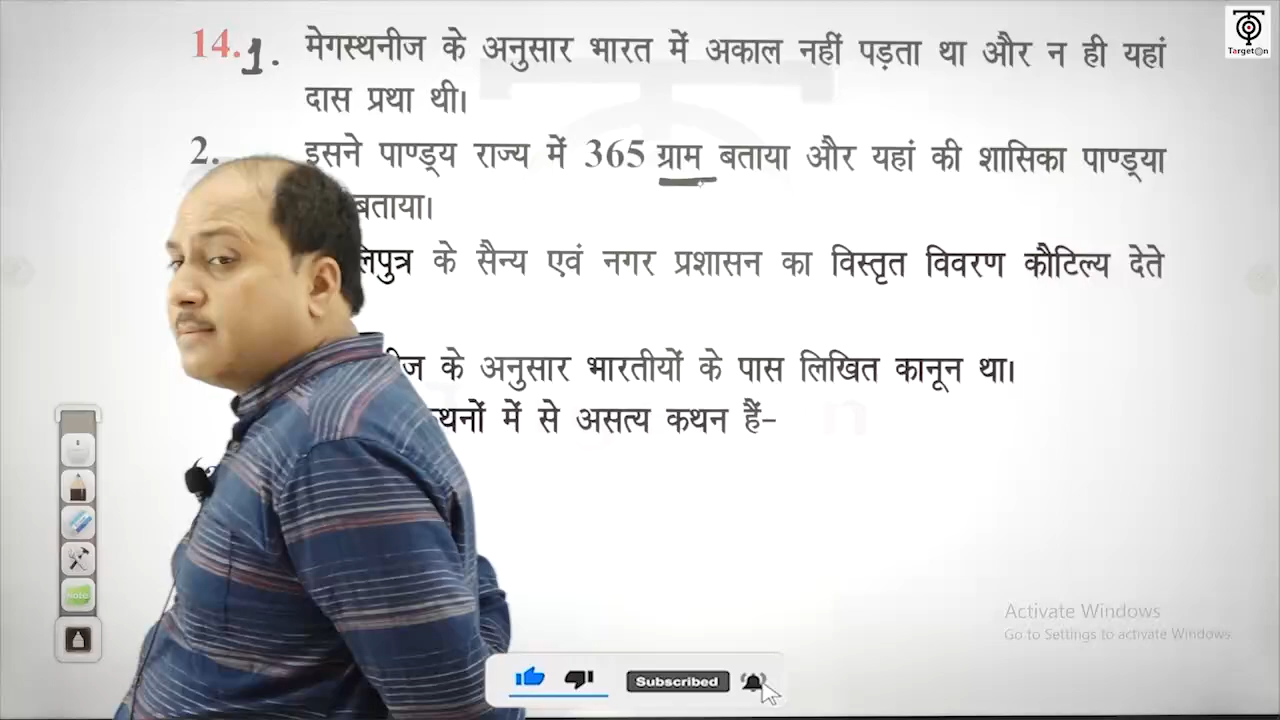 14. 1. मेगस्थनीज के अनुसार भारत में अकाल नहीं पड़ता था और न ही यहां
दास प्रथा थी।
2. इसने पाण्ड्य राज्य में 365 ग्राम बताया और यहां की शासिका पाण्ड्या
बताया।
लिपुत्र के सैन्य एवं नगर प्रशासन का विस्तृत विवरण कौटिल्य देते
नीज के अनुसार भारतीयों के पास लिखित कानून था।
थनों में से असत्य कथन हैं-
TargetOn
Note
Activate Windows
Go to Settings to activate Windows.
Subscribed